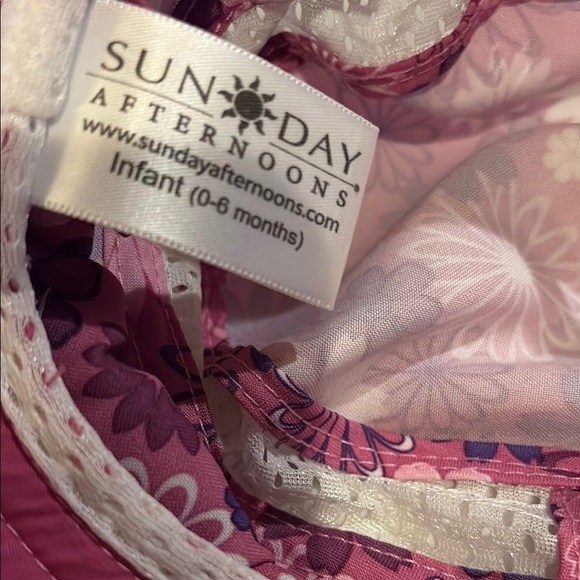 SUN DAY
AFTERNOONS®
www.sundayafternoons.com
Infant (0-6 months)